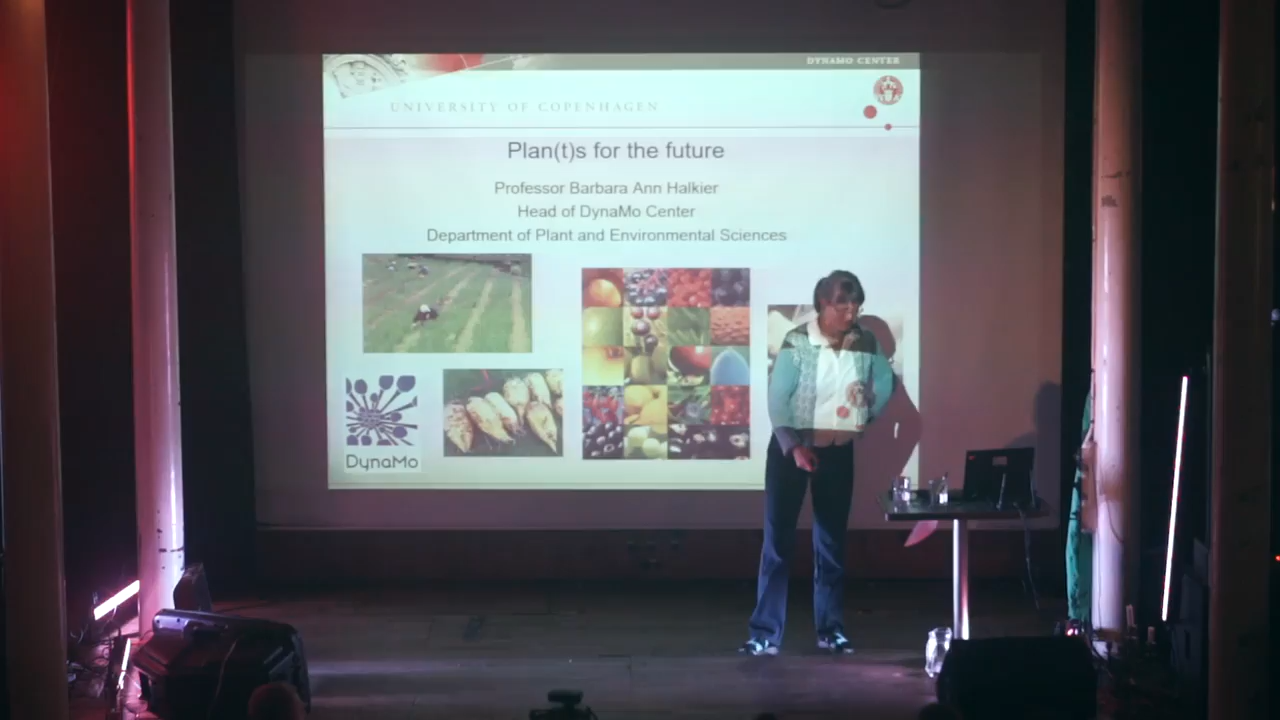 DYNAMO CENTER
UNIVERSITY OF COPENHAGEN
Plan(t)s for the future
Professor Barbara Ann Halkier
Head of DynaMo Center
Department of Plant and Environmental Sciences
DynaMo